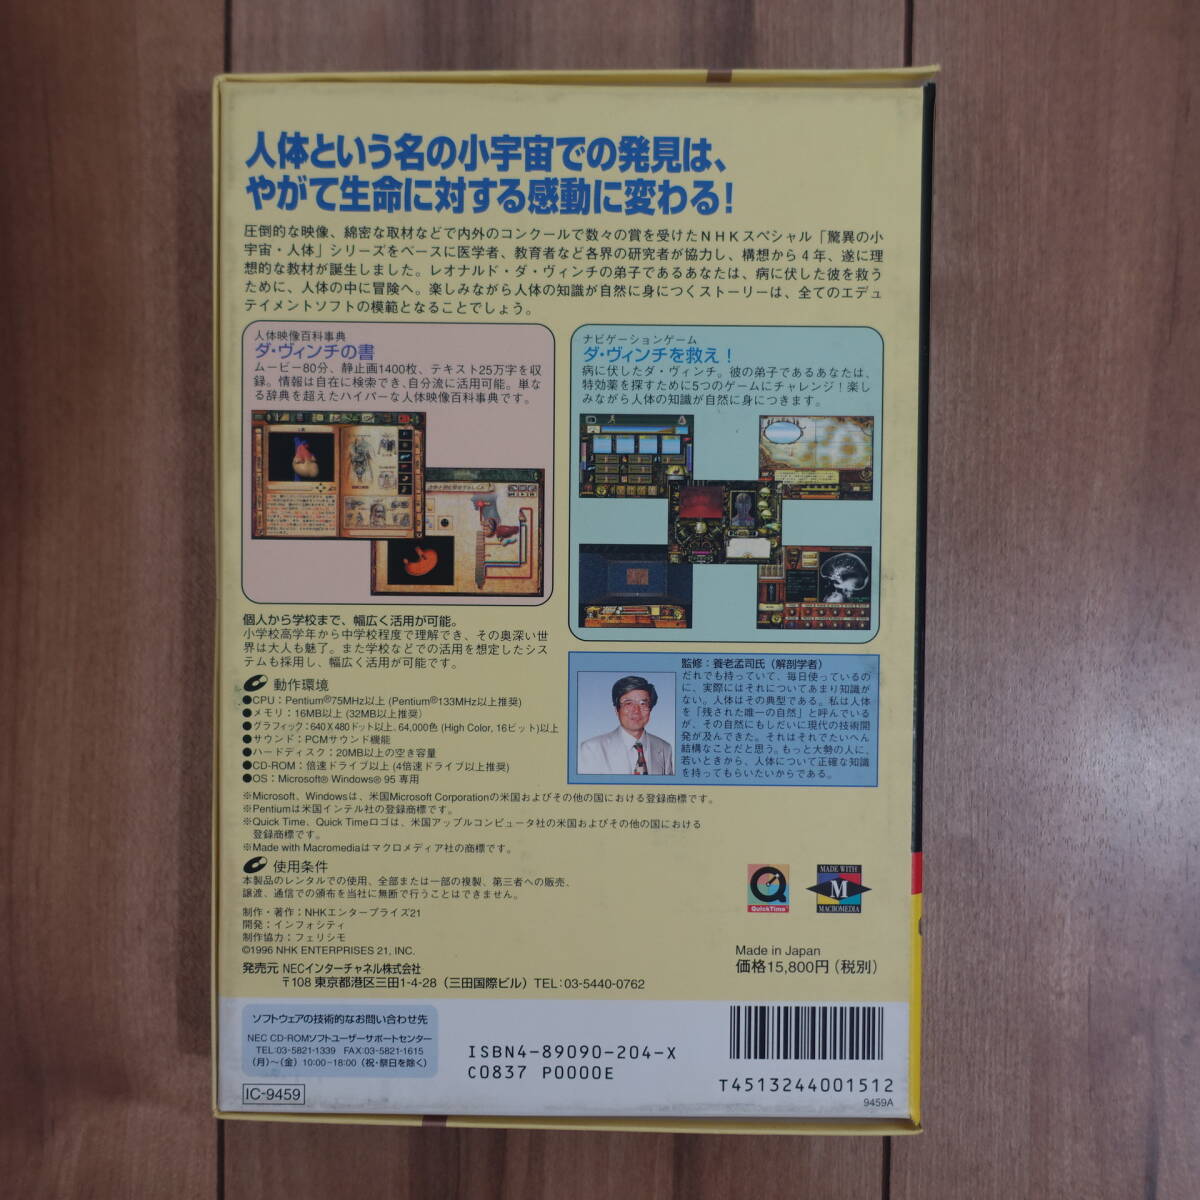 人体という名の小宇宙での発見は、
やがて生命に対する感動に変わる！
圧倒的な映像、綿密な取材などで内外のコンクールで数々の賞を受けたNHKスペシャル「驚異の小
宇宙・人体」シリーズをベースに医学者、教育者など各界の研究者が協力し、構想から4年、遂に理
想的な教材が誕生しました。レオナルド・ダ・ヴィンチの弟子であるあなたは、病に伏した彼を救う
ために、人体の中に冒険へ。楽しみながら人体の知識が自然に身につくストーリーは、全てのエデュ
テイメントソフトの模範となることでしょう。
人体映像百科事典
ダ・ヴィンチの書
ムービー80分、静止画1400枚、テキスト25万字を収
録。情報は自在に検索でき、自分流に活用可能。単な
る辞典を超えたハイパーな人体映像百科事典です。
ナビゲーションゲーム
ダ・ヴィンチを救え！
病に伏したダ・ヴィンチ。彼の弟子であるあなたは、
特効薬を探すために5つのゲームにチャレンジ！楽し
みながら人体の知識が自然に身につきます。
個人から学校まで、幅広く活用が可能。
小学校高学年から中学校程度で理解でき、その奥深い世
界は大人も魅了。また学校などでの活用を想定したシス
テムも採用し、幅広く活用が可能です。
動作環境
●CPU：Pentium®75MHz以上 (Pentium®133MHz以上推奨)
●メモリ：16MB以上 (32MB以上推奨)
●グラフィック：640X480ドット以上、64,000色 (High Color, 16ビット)以上
●サウンド：PCMサウンド機能
●ハードディスク：20MB以上の空き容量
●CD-ROM：倍速ドライブ以上 (4倍速ドライブ以上推奨)
●OS：Microsoft® Windows® 95 専用
監修：養老孟司氏（解剖学者）
だれでも持っていて、毎日使っているの
に、実際にはそれについてあまり知識が
ない。人体はその典型である。私は人体
を「残された唯一の自然」と呼んでいる
が、その自然にもしだいに現代の技術開
発が及んできた。それはそれでたいへん
結構なことだと思う。もっと大勢の人に、
若いときから、人体について正確な知識
を持ってもらいたいからである。
※Microsoft、Windowsは、米国Microsoft Corporationの米国およびその他の国における登録商標です。
※Pentiumは米国インテル社の登録商標です。
※Quick Time、Quick Timeロゴは、米国アップルコンピュータ社の米国およびその他の国における
登録商標です。
※Made with Macromediaはマクロメディア社の商標です。
使用条件
本製品のレンタルでの使用、全部または一部の複製、第三者への販売、
譲渡、通信での頒布を当社に無断で行うことはできません。
制作・著作：NHKエンタープライズ21
開発：インフォシティ
制作協力：フェリシモ
©1996 NHK ENTERPRISES 21, INC.
QuickTime™
MADE WITH
M
MACROMEDIA
Made in Japan
価格15,800円（税別）
発売元 NECインターチャネル株式会社
〒108 東京都港区三田1-4-28（三田国際ビル）TEL：03-5440-0762
ソフトウェアの技術的なお問い合わせ先
NEC CD-ROMソフトユーザーサポートセンター
TEL:03-5821-1339 FAX:03-5821-1615
(月)～(金) 10:00-18:00 (祝・祭日を除く)
IC-9459
ISBN4-89090-204-X
C0837 P0000E
T4513244001512
9459A